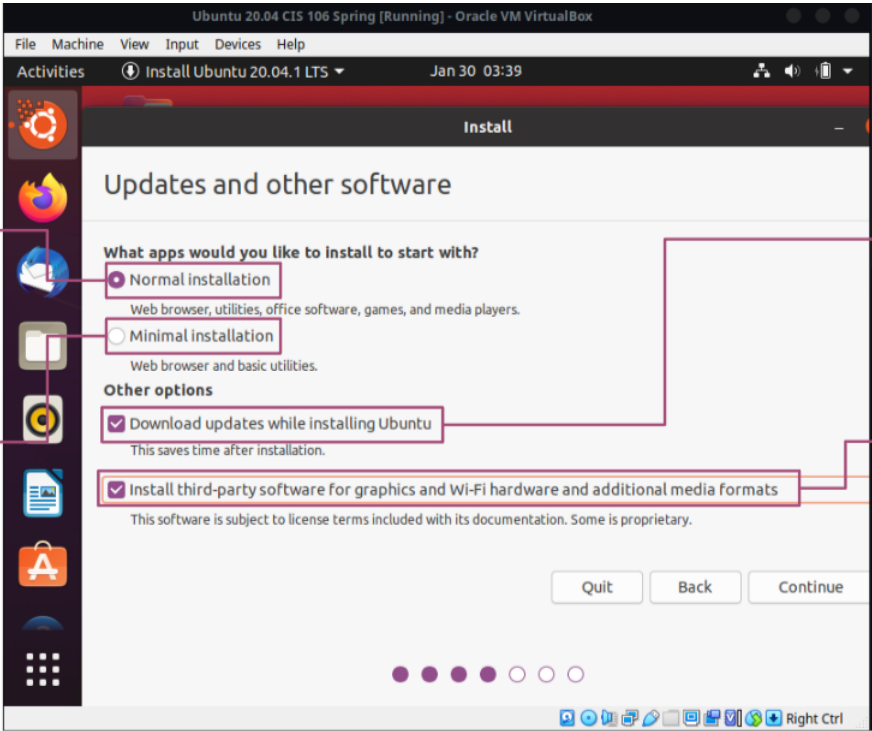 Ubuntu 20.04 CIS 106 Spring [Running] - Oracle VM VirtualBox
File Machine View Input Devices Help
Activities Install Ubuntu 20.04.1 LTS Jan 30 03:39
Install
Updates and other software
What apps would you like to install to start with?
Normal installation
Web browser, utilities, office software, games, and media players.
Minimal installation
Web browser and basic utilities.
Other options
Download updates while installing Ubuntu
This saves time after installation.
Install third-party software for graphics and Wi-Fi hardware and additional media formats
This software is subject to license terms included with its documentation. Some is proprietary.
Quit Back Continue
Right Ctrl